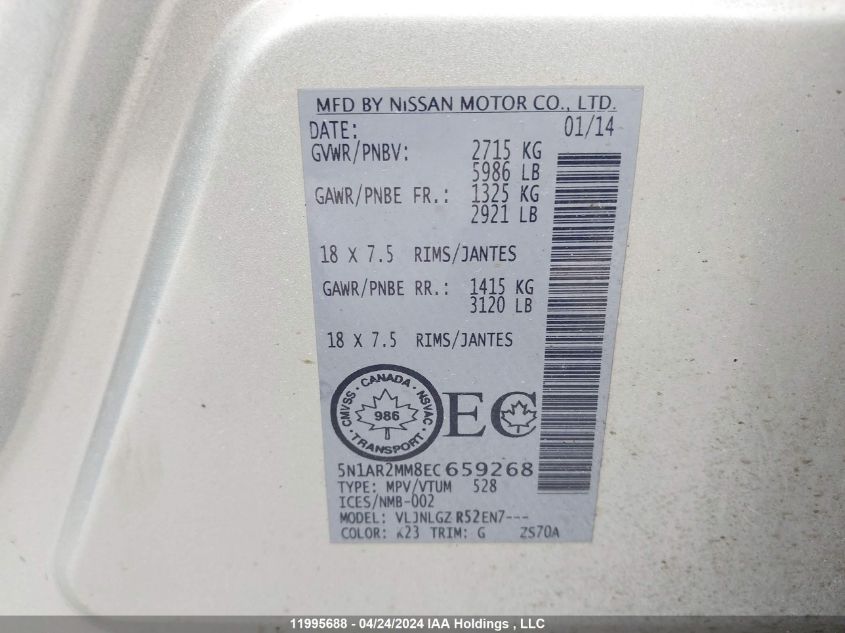 MFD BY NISSAN MOTOR CO., LTD.
DATE: 01/14
GVWR/PNBV: 2715 KG
5986 LB
GAWR/PNBE FR.: 1325 KG
2921 LB
18 X 7.5 RIMS/JANTES
GAWR/PNBE RR.: 1415 KG
3120 LB
18 X 7.5 RIMS/JANTES
CMVSS · CANADA · NSVAC
986
TRANSPORT
EC
5N1AR2MM8EC659268
TYPE: MPV/VTUM 528
ICES/NMB-002
MODEL: VLJNLGZ R52EN7---
COLOR: K23 TRIM: G ZS70A
11995688 - 04/24/2024 IAA Holdings , LLC